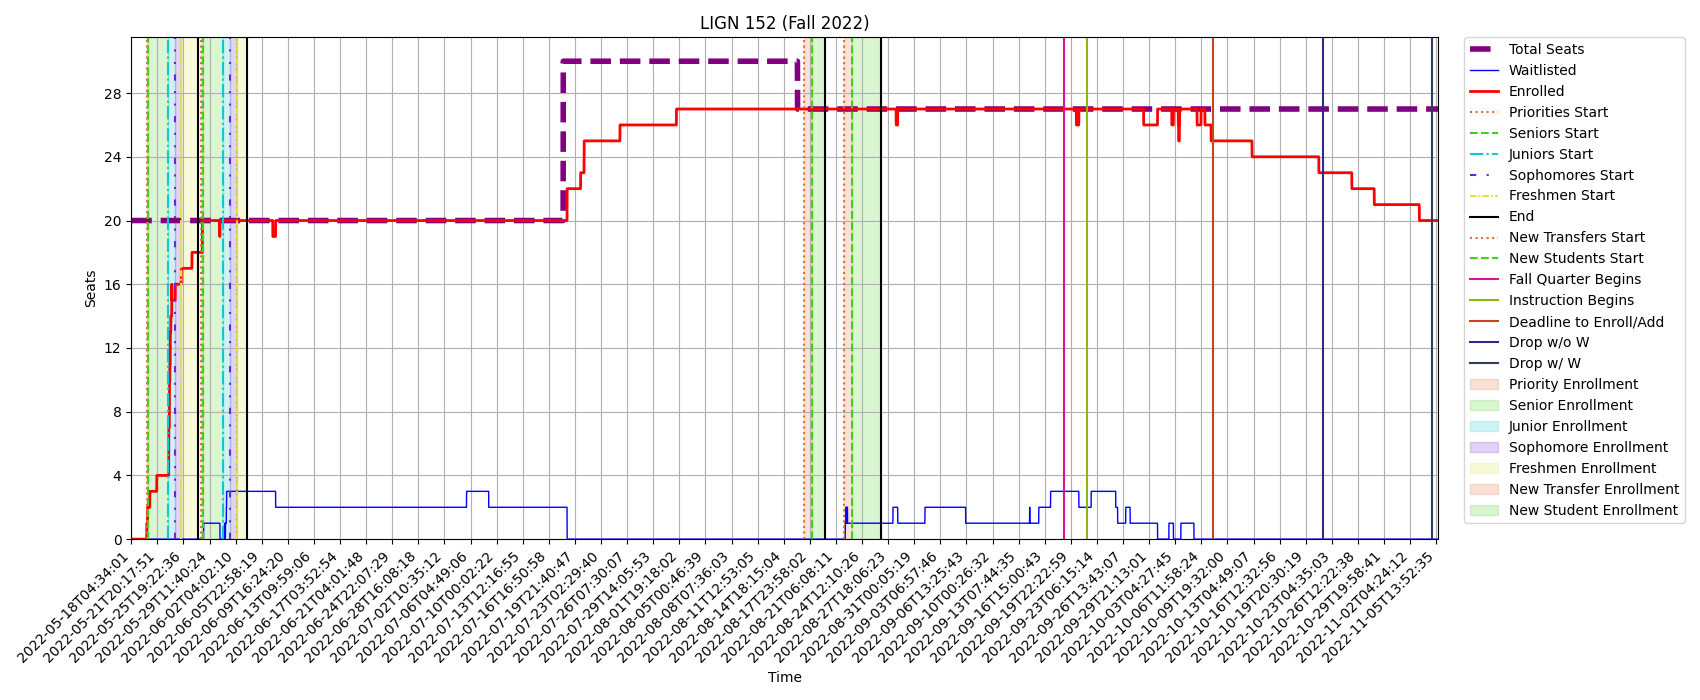 LIGN 152 (Fall 2022)
Seats
28
24
20
16
12
8
4
0
2022-05-18T04:34:01
2022-05-21T20:17:51
2022-05-25T19:22:36
2022-05-29T11:40:24
2022-06-02T04:02:10
2022-06-05T22:58:19
2022-06-09T16:24:20
2022-06-13T09:59:06
2022-06-17T03:52:54
2022-06-21T04:01:48
2022-06-24T22:07:29
2022-06-28T16:08:18
2022-07-02T10:35:12
2022-07-06T04:49:06
2022-07-10T00:02:22
2022-07-13T12:16:55
2022-07-16T16:50:58
2022-07-19T21:40:47
2022-07-23T02:29:40
2022-07-26T07:30:07
2022-07-29T14:05:53
2022-08-01T19:18:02
2022-08-05T00:46:39
2022-08-08T07:36:03
2022-08-11T12:53:05
2022-08-14T18:15:04
2022-08-17T23:58:02
2022-08-21T06:08:11
2022-08-24T12:10:26
2022-08-27T18:06:23
2022-08-31T00:05:19
2022-09-03T06:57:46
2022-09-06T13:25:43
2022-09-10T00:26:32
2022-09-13T07:44:35
2022-09-16T15:00:43
2022-09-19T22:22:59
2022-09-23T06:15:14
2022-09-26T13:43:07
2022-09-29T21:13:01
2022-10-03T04:27:45
2022-10-06T11:58:24
2022-10-09T19:32:00
2022-10-13T04:49:07
2022-10-16T12:32:56
2022-10-19T20:30:19
2022-10-23T04:35:03
2022-10-26T12:22:38
2022-10-29T19:58:41
2022-11-02T04:24:12
2022-11-05T13:52:35
Time
Total Seats
Waitlisted
Enrolled
Priorities Start
Seniors Start
Juniors Start
Sophomores Start
Freshmen Start
End
New Transfers Start
New Students Start
Fall Quarter Begins
Instruction Begins
Deadline to Enroll/Add
Drop w/o W
Drop w/ W
Priority Enrollment
Senior Enrollment
Junior Enrollment
Sophomore Enrollment
Freshmen Enrollment
New Transfer Enrollment
New Student Enrollment